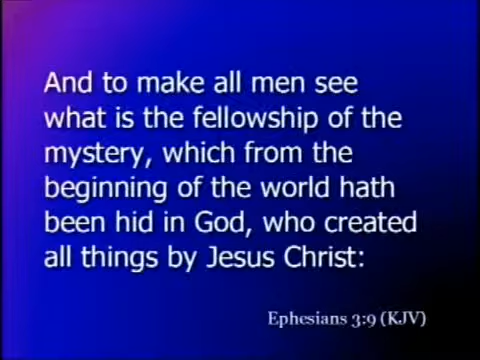 And to make all men see
what is the fellowship of the
mystery, which from the
beginning of the world hath
been hid in God, who created
all things by Jesus Christ:
Ephesians 3:9 (KJV)